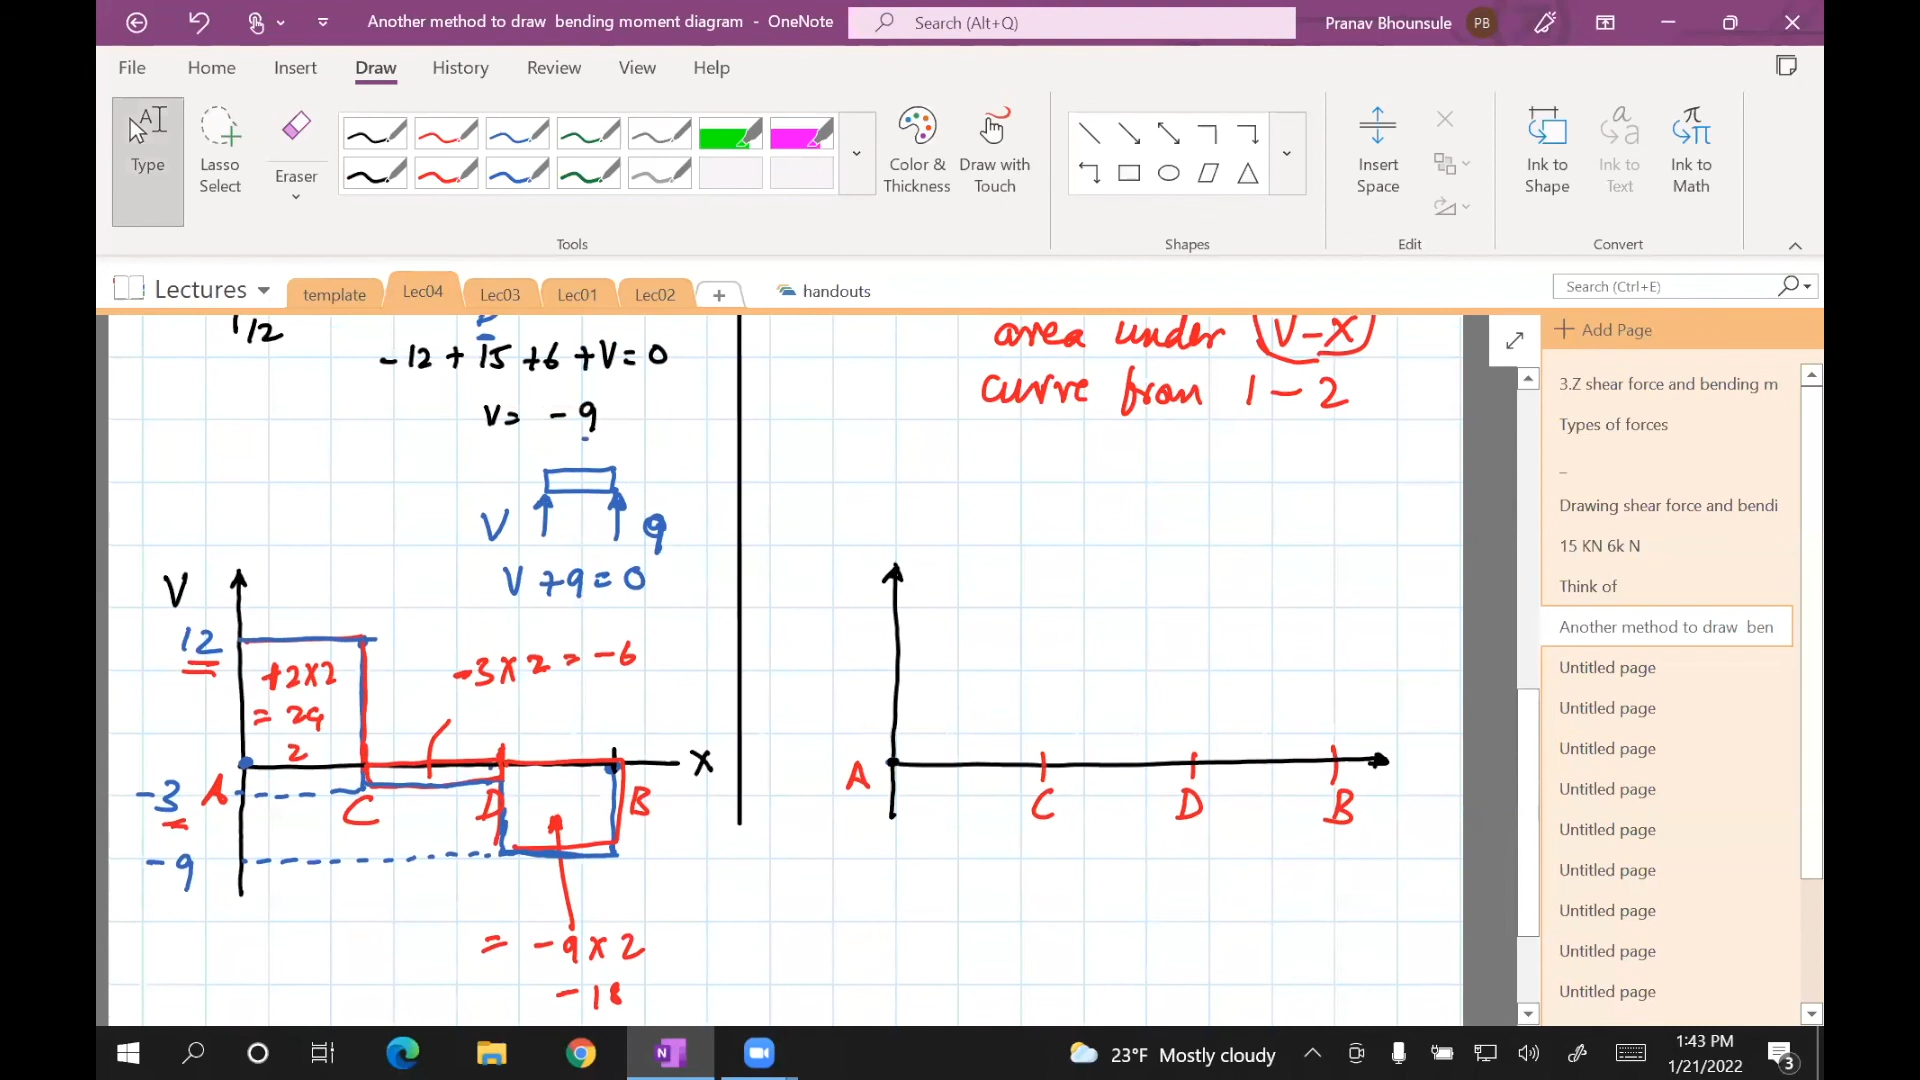 Another method to draw bending moment diagram - OneNote
Search (Alt+Q)
Pranav Bhounsule
PB
File Home Insert Draw History Review View Help
Type
Lasso Select
Eraser
Color & Thickness
Draw with Touch
Insert Space
Ink to Shape
Ink to Text
Ink to Math
Tools
Shapes
Edit
Convert
Lectures
template
Lec04
Lec03
Lec01
Lec02
handouts
Search (Ctrl+E)
Add Page
3.Z shear force and bending m
Types of forces
Drawing shear force and bendi
15 KN 6k N
Think of
Another method to draw ben
Untitled page
Untitled page
Untitled page
Untitled page
Untitled page
Untitled page
Untitled page
Untitled page
Untitled page
-12 + 15 + 6 + V = 0
V = -9
V 9
V + 9 = 0
V
12
+2x2
= 24
2
-3 x 2 = -6
X
-3 A C D B
-9
= -9 x 2
-18
area under (V-X)
curve from 1-2
A C D B
23°F Mostly cloudy
1:43 PM
1/21/2022
3